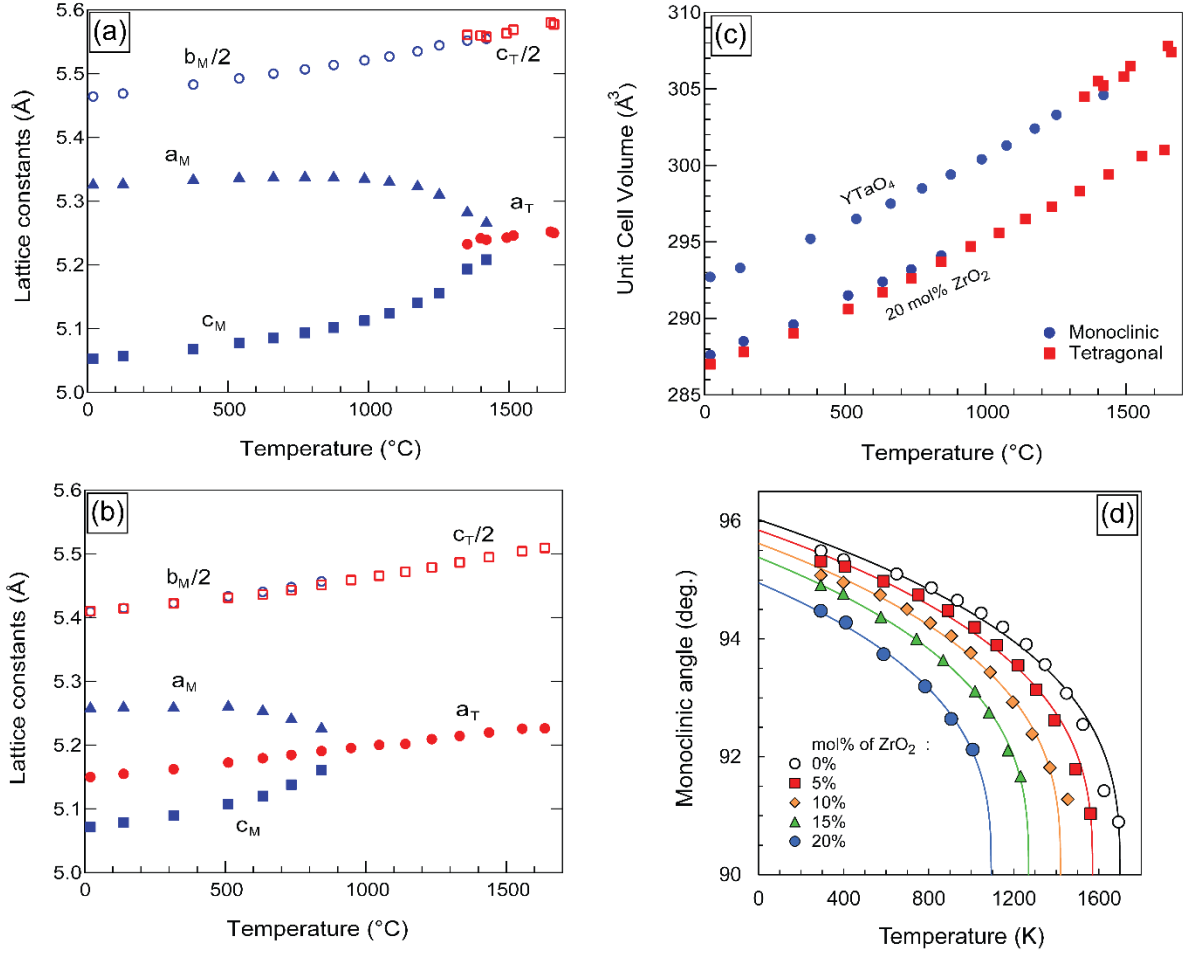 (a)
5.6
5.5
5.4
5.3
5.2
5.1
5.0
Lattice constants (Å)
b_M/2
c_T/2
a_M
a_T
c_M
0
500
1000
1500
Temperature (°C)
(c)
310
305
300
295
290
285
Unit Cell Volume (Å³)
YTaO₄
20 mol% ZrO₂
Monoclinic
Tetragonal
0
500
1000
1500
Temperature (°C)
(b)
5.6
5.5
5.4
5.3
5.2
5.1
5.0
Lattice constants (Å)
c_T/2
b_M/2
a_M
a_T
c_M
0
500
1000
1500
Temperature (°C)
(d)
96
94
92
90
Monoclinic angle (deg.)
mol% of ZrO₂ :
0%
5%
10%
15%
20%
0
400
800
1200
1600
Temperature (K)